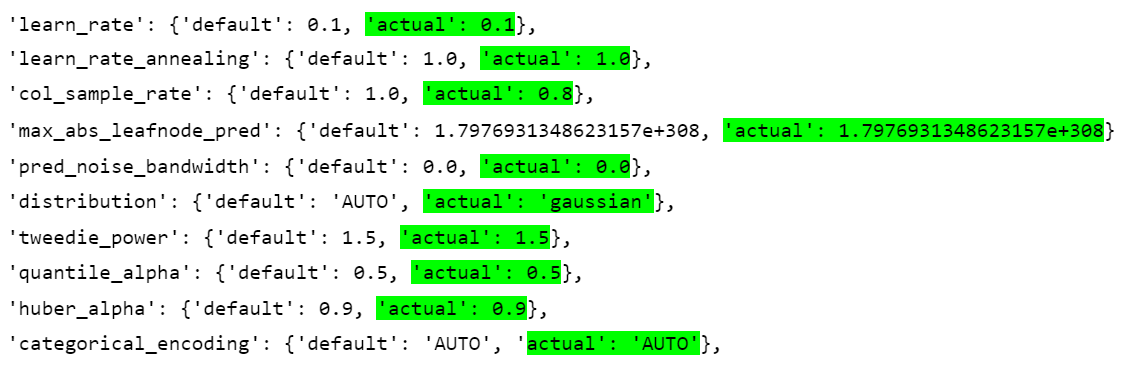 'learn_rate': {'default': 0.1, 'actual': 0.1},
'learn_rate_annealing': {'default': 1.0, 'actual': 1.0},
'col_sample_rate': {'default': 1.0, 'actual': 0.8},
'max_abs_leafnode_pred': {'default': 1.7976931348623157e+308, 'actual': 1.7976931348623157e+308}
'pred_noise_bandwidth': {'default': 0.0, 'actual': 0.0},
'distribution': {'default': 'AUTO', 'actual': 'gaussian'},
'tweedie_power': {'default': 1.5, 'actual': 1.5},
'quantile_alpha': {'default': 0.5, 'actual': 0.5},
'huber_alpha': {'default': 0.9, 'actual': 0.9},
'categorical_encoding': {'default': 'AUTO', 'actual': 'AUTO'},